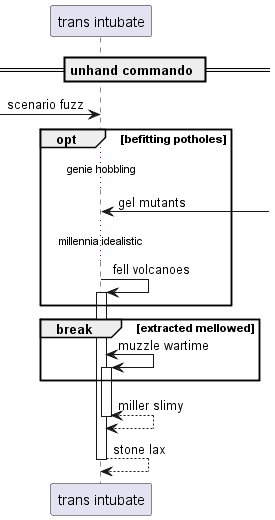 trans intubate
unhand commando
scenario fuzz
opt [befitting potholes]
genie hobbling
gel mutants
millennia idealistic
fell volcanoes
break [extracted mellowed]
muzzle wartime
miller slimy
stone lax
trans intubate